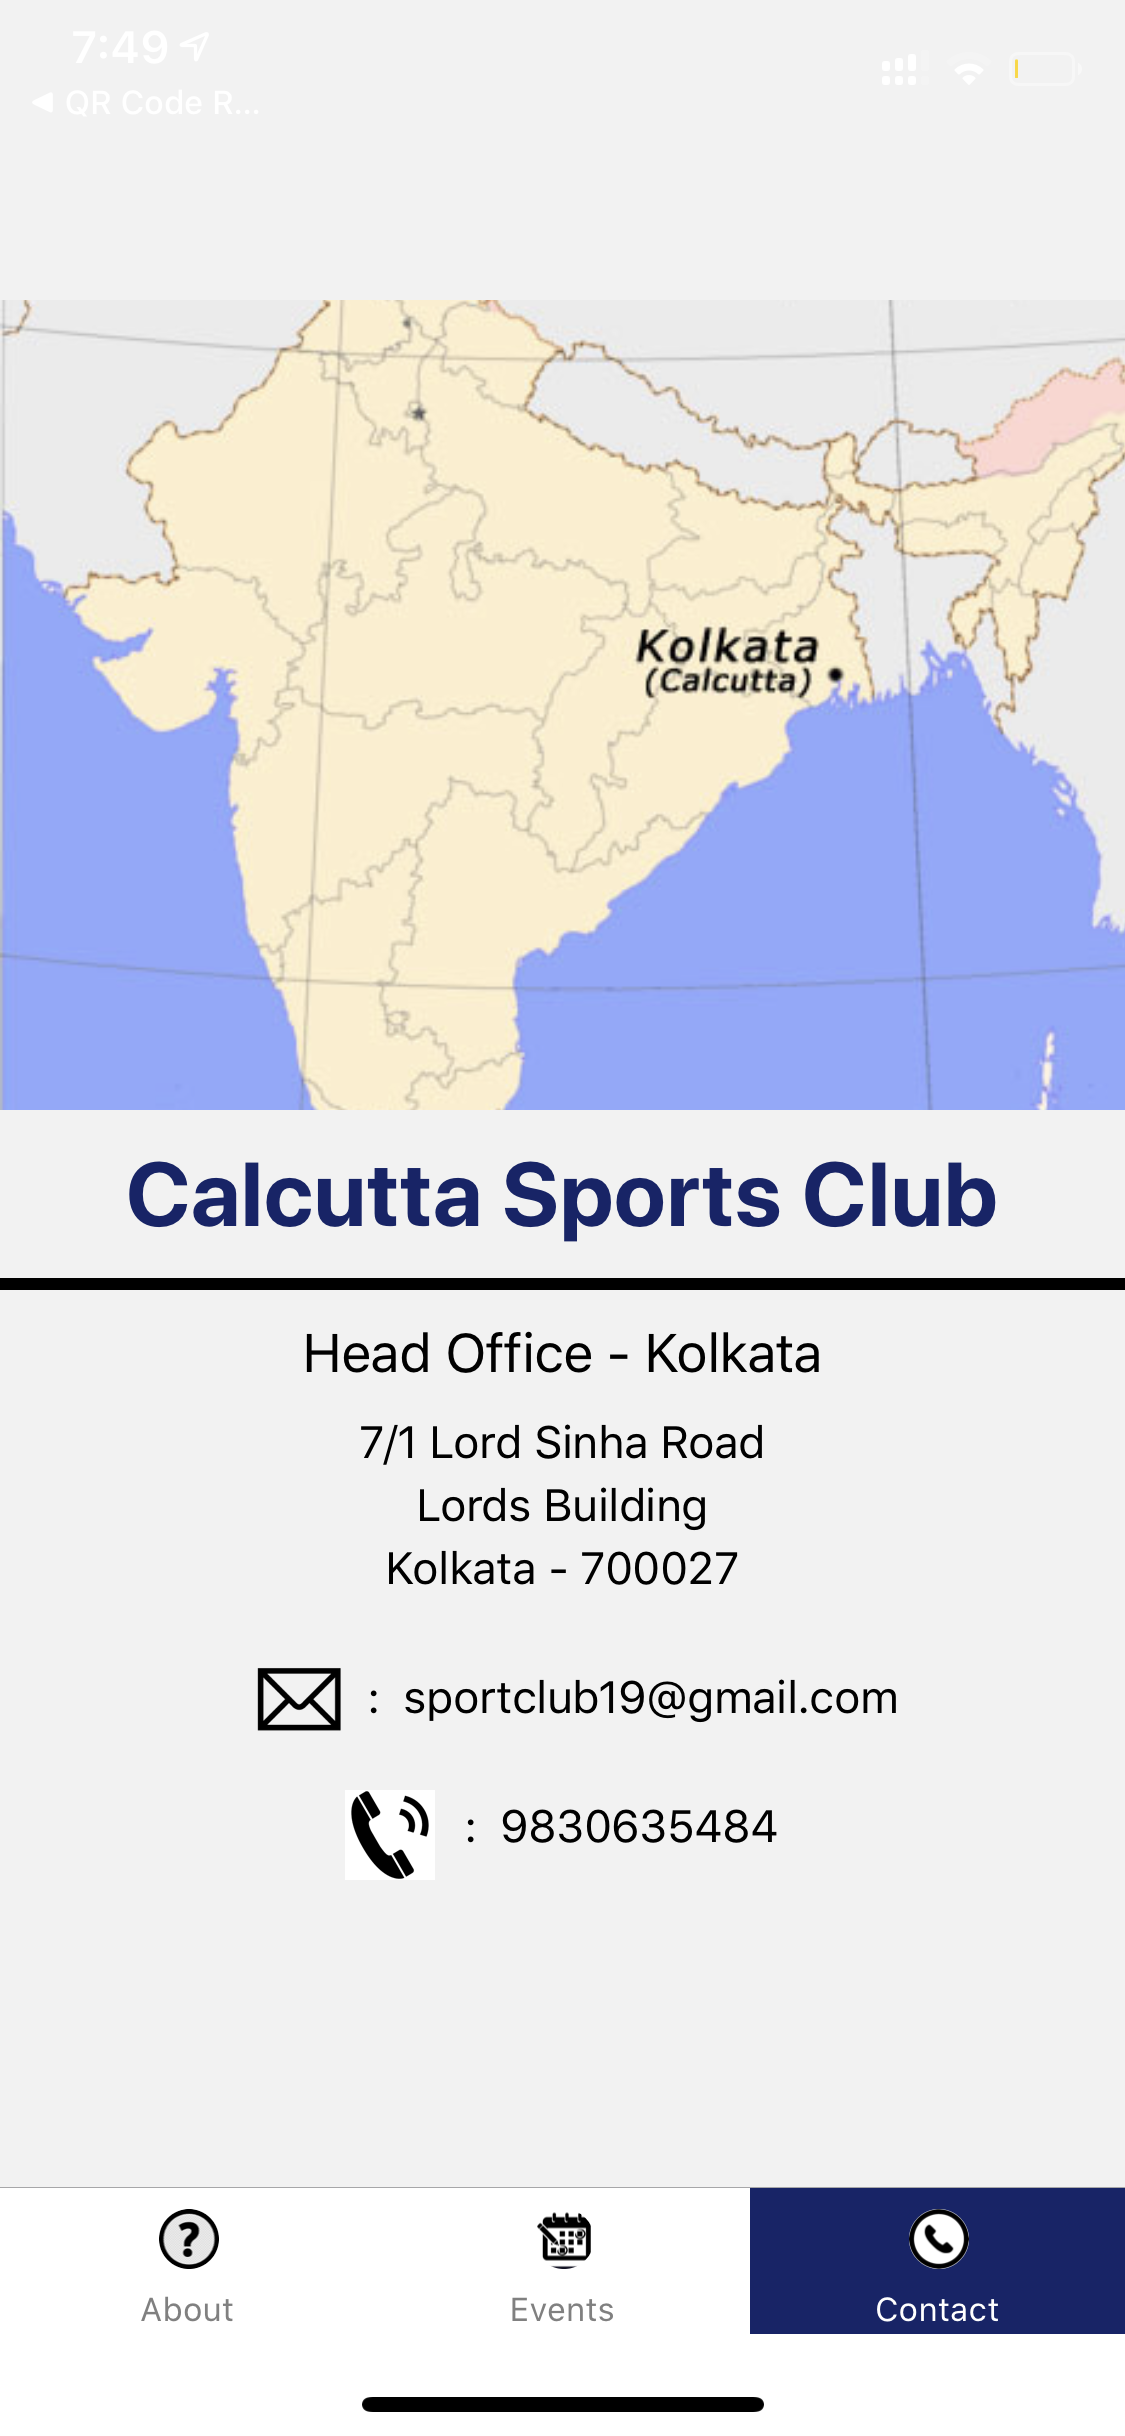 7:49
QR Code R...
Kolkata
(Calcutta)
Calcutta Sports Club
Head Office - Kolkata
7/1 Lord Sinha Road
Lords Building
Kolkata - 700027
: sportclub19@gmail.com
: 9830635484
About
Events
Contact